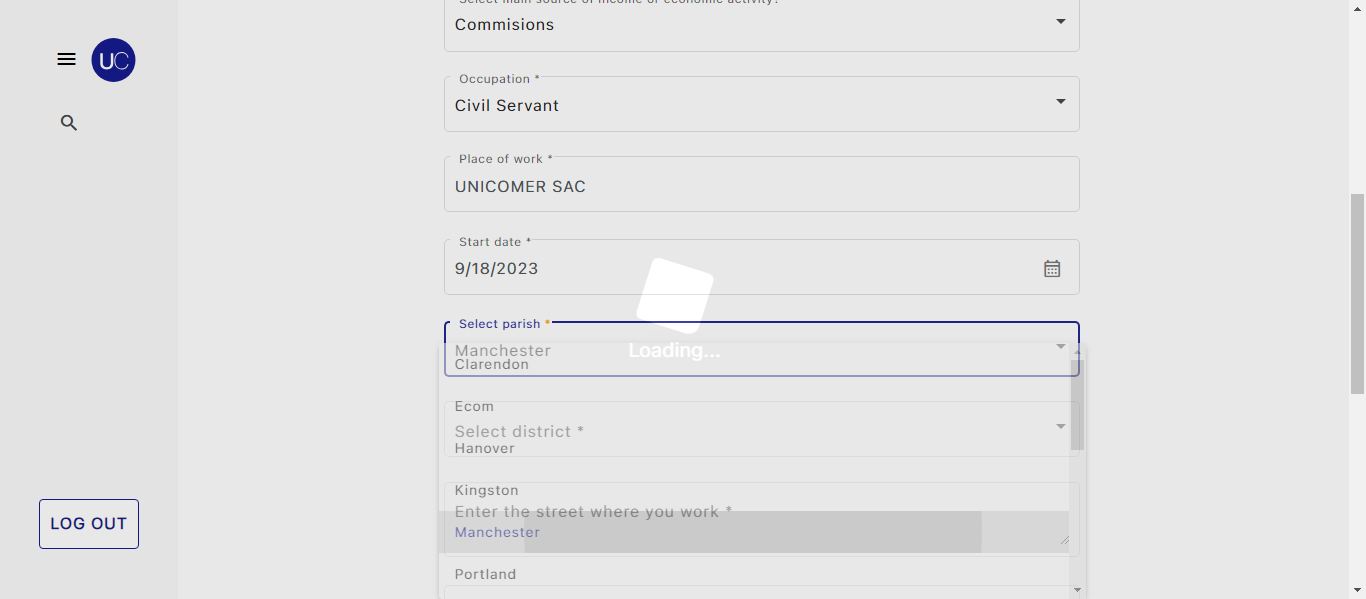 Select main source of income or economic activity?
Commisions
UC
Occupation *
Civil Servant
Place of work *
UNICOMER SAC
Start date *
9/18/2023
Select parish *
Manchester
Loading...
Clarendon
Ecom
Select district *
Hanover
Kingston
Enter the street where you work *
Manchester
LOG OUT
Portland